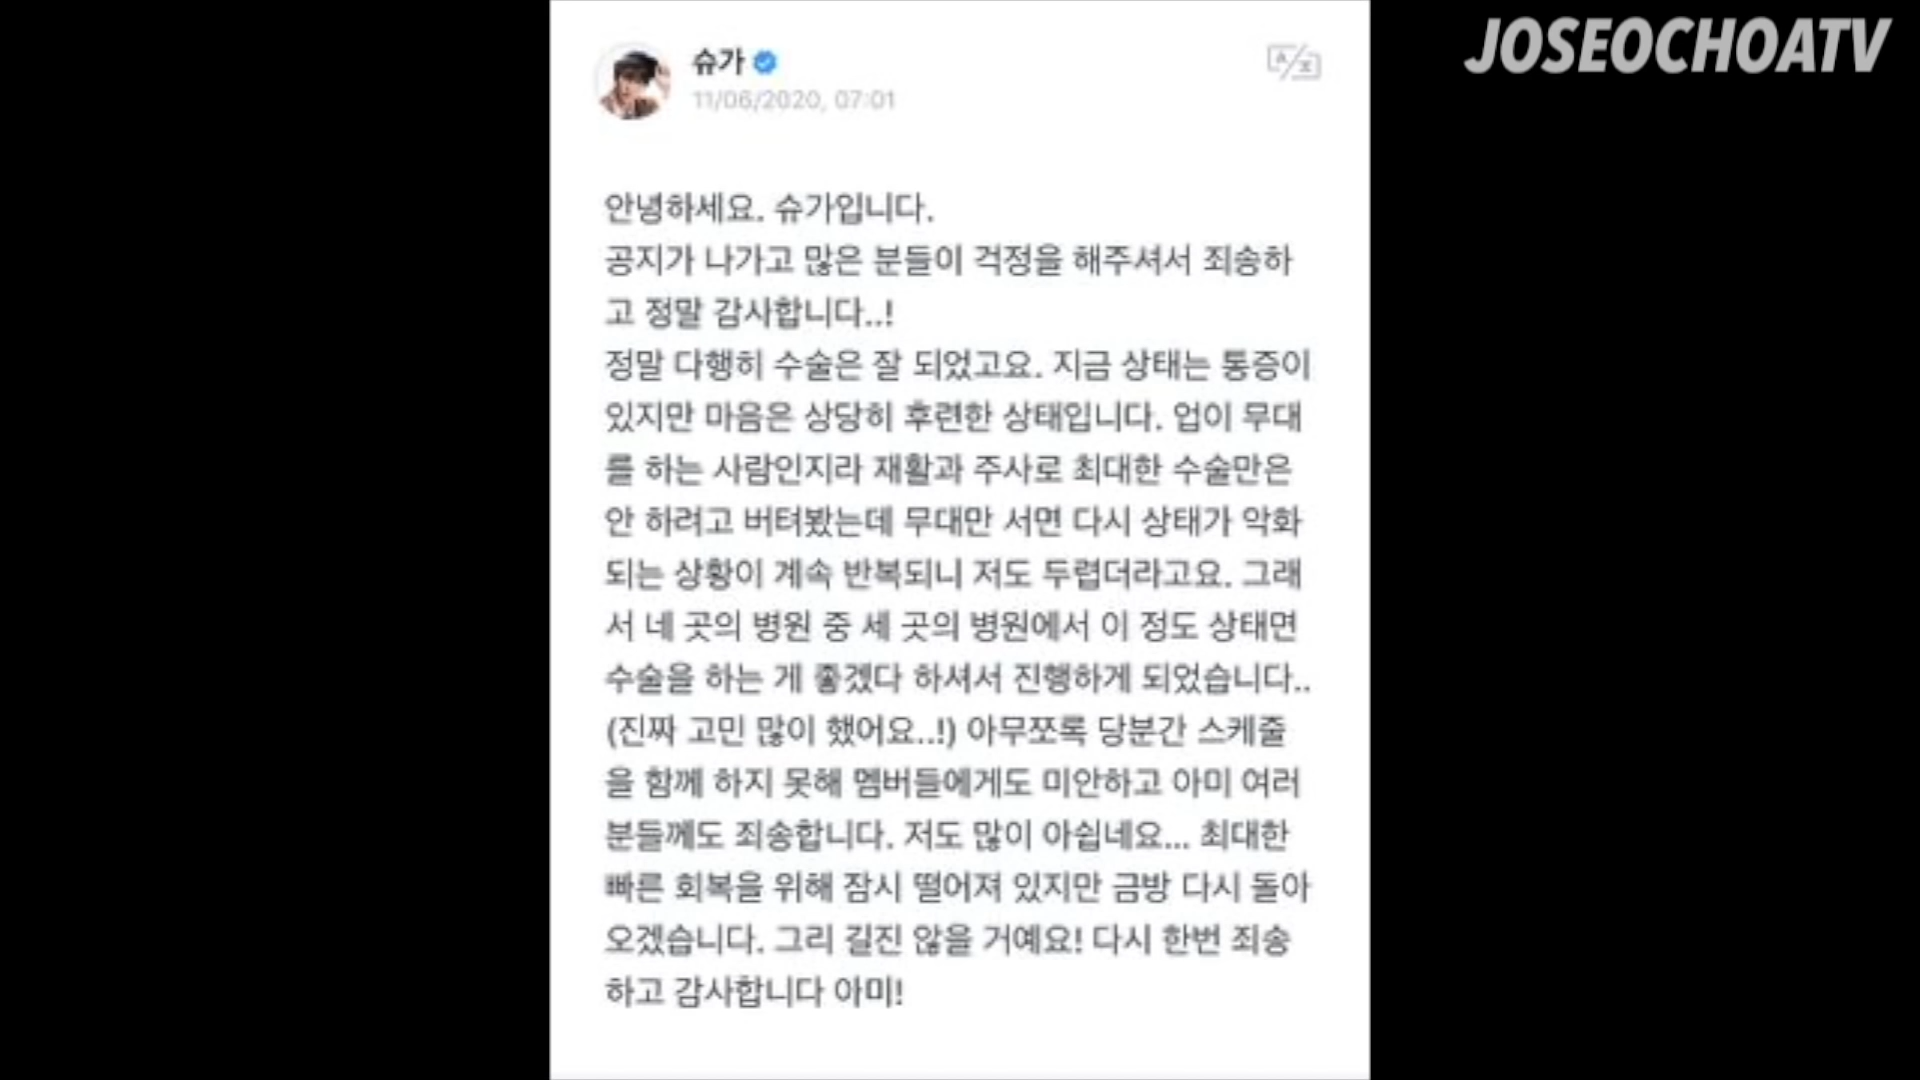 JOSEOCHOATV
슈가
11/06/2020, 07:01
안녕하세요. 슈가입니다.
공지가 나가고 많은 분들이 걱정을 해주셔서 죄송하
고 정말 감사합니다..!
정말 다행히 수술은 잘 되었고요. 지금 상태는 통증이
있지만 마음은 상당히 후련한 상태입니다. 업이 무대
를 하는 사람인지라 재활과 주사로 최대한 수술만은
안 하려고 버텨봤는데 무대만 서면 다시 상태가 악화
되는 상황이 계속 반복되니 저도 두렵더라고요. 그래
서 네 곳의 병원 중 세 곳의 병원에서 이 정도 상태면
수술을 하는 게 좋겠다 하셔서 진행하게 되었습니다..
(진짜 고민 많이 했어요..!) 아무쪼록 당분간 스케줄
을 함께 하지 못해 멤버들에게도 미안하고 아미 여러
분들께도 죄송합니다. 저도 많이 아쉽네요... 최대한
빠른 회복을 위해 잠시 떨어져 있지만 금방 다시 돌아
오겠습니다. 그리 길진 않을 거예요! 다시 한번 죄송
하고 감사합니다 아미!